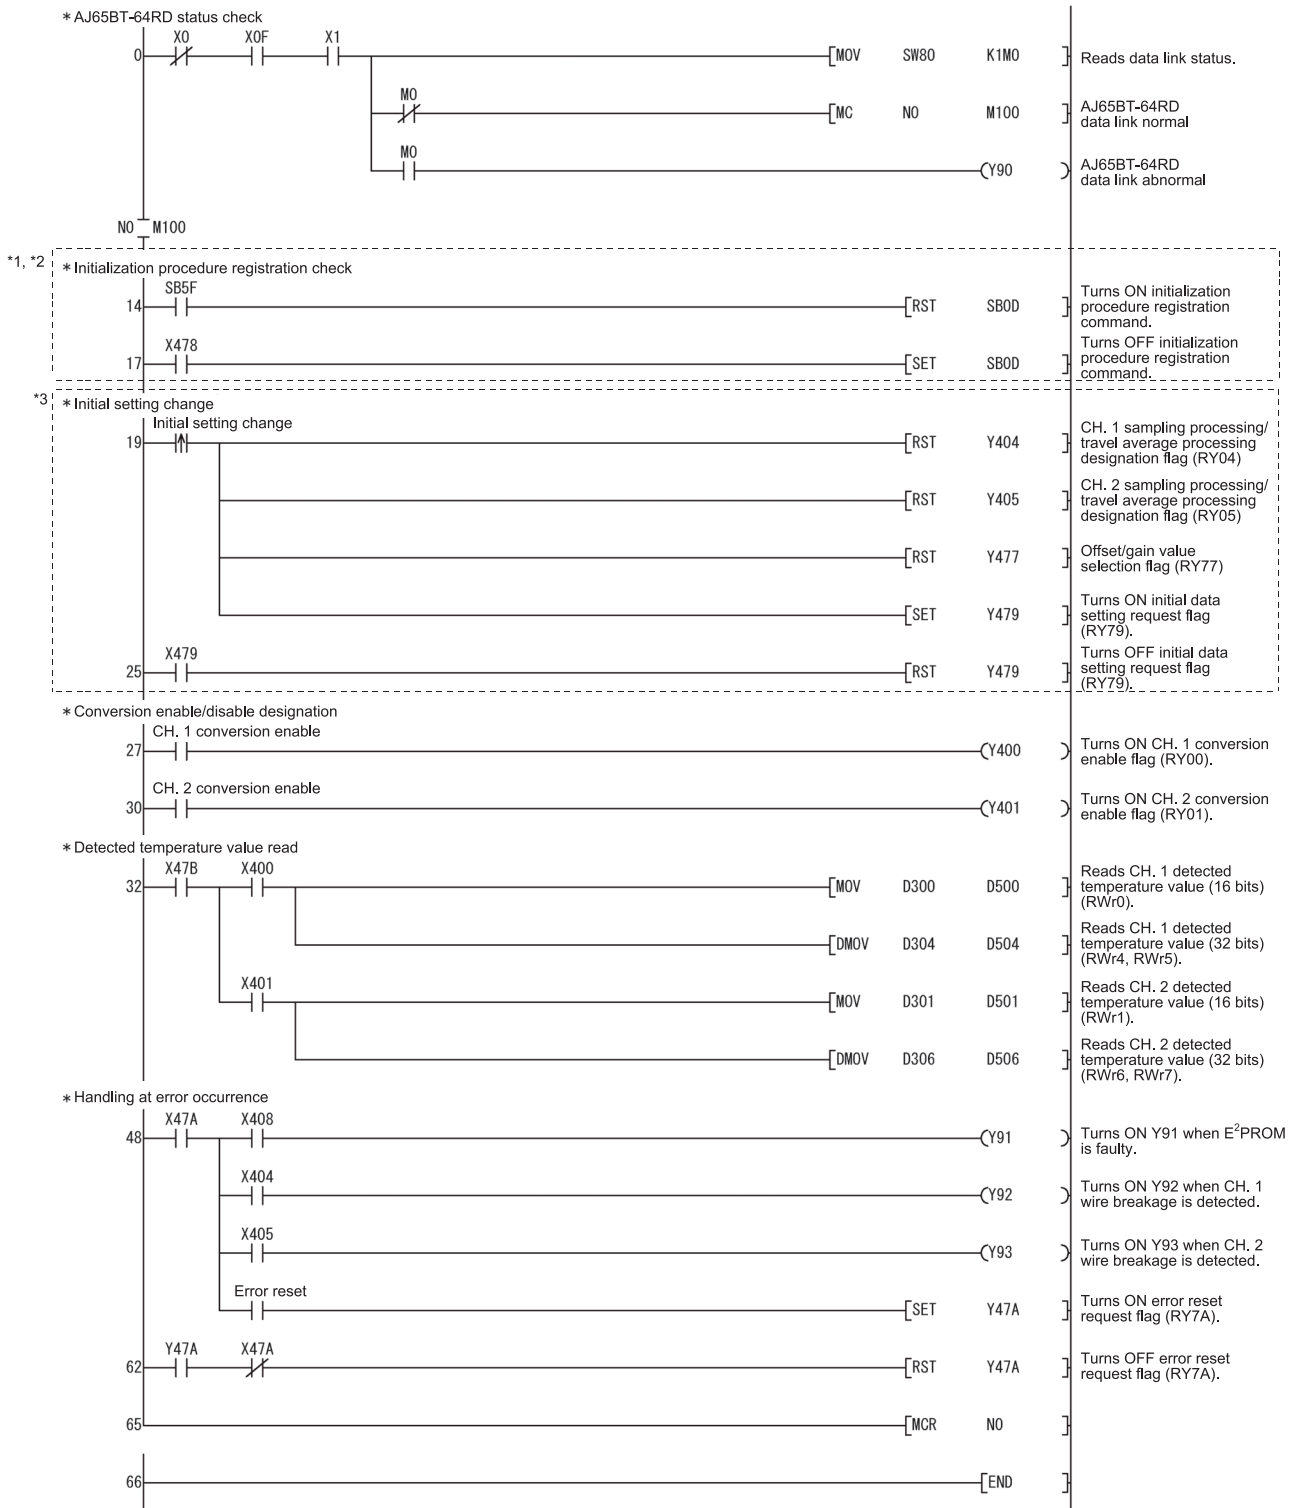 * AJ65BT-64RD status check
X0 X0F X1
0 [MOV SW80 K1M0 ] Reads data link status.
M0
[MC N0 M100 ] AJ65BT-64RD
data link normal
M0
(Y90 ) AJ65BT-64RD
data link abnormal
N0 M100
*1, *2
* Initialization procedure registration check
SB5F
14 [RST SB0D ] Turns ON initialization
procedure registration
command.
X478
17 [SET SB0D ] Turns OFF initialization
procedure registration
command.
*3 * Initial setting change
Initial setting change
19 [RST Y404 ] CH. 1 sampling processing/
travel average processing
designation flag (RY04)
[RST Y405 ] CH. 2 sampling processing/
travel average processing
designation flag (RY05)
[RST Y477 ] Offset/gain value
selection flag (RY77)
[SET Y479 ] Turns ON initial data
setting request flag
(RY79).
X479
25 [RST Y479 ] Turns OFF initial data
setting request flag
(RY79).
* Conversion enable/disable designation
CH. 1 conversion enable
27 (Y400 ) Turns ON CH. 1 conversion
enable flag (RY00).
CH. 2 conversion enable
30 (Y401 ) Turns ON CH. 2 conversion
enable flag (RY01).
* Detected temperature value read
X47B X400
32 [MOV D300 D500 ] Reads CH. 1 detected
temperature value (16 bits)
(RWr0).
[DMOV D304 D504 ] Reads CH. 1 detected
temperature value (32 bits)
(RWr4, RWr5).
X401
[MOV D301 D501 ] Reads CH. 2 detected
temperature value (16 bits)
(RWr1).
[DMOV D306 D506 ] Reads CH. 2 detected
temperature value (32 bits)
(RWr6, RWr7).
* Handling at error occurrence
X47A X408
48 (Y91 ) Turns ON Y91 when E²PROM
is faulty.
X404
(Y92 ) Turns ON Y92 when CH. 1
wire breakage is detected.
X405
(Y93 ) Turns ON Y93 when CH. 2
wire breakage is detected.
Error reset
[SET Y47A ] Turns ON error reset
request flag (RY7A).
Y47A X47A
62 [RST Y47A ] Turns OFF error reset
request flag (RY7A).
65 [MCR N0 ]
66 [END ]